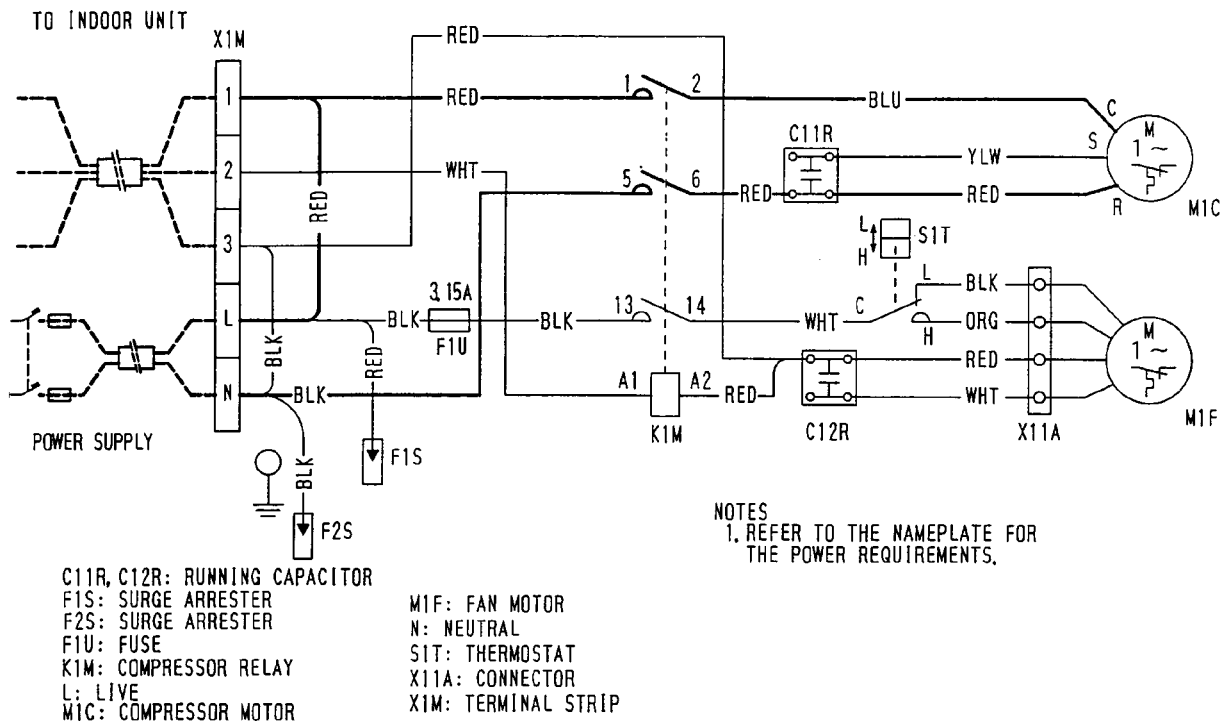 TO INDOOR UNIT
X1M
RED
1
RED
1
2
BLU
C
C11R
M
1 ~
S
YLW
2
WHT
5
6
RED
RED
R
M1C
RED
3
L
H
S1T
L
BLK
3.15A
13
14
C
L
BLK
F1U
BLK
WHT
H
ORG
M
1 ~
BLK
RED
RED
N
BLK
A1
A2
RED
WHT
POWER SUPPLY
K1M
C12R
X11A
M1F
BLK
F1S
F2S
NOTES
1. REFER TO THE NAMEPLATE FOR
THE POWER REQUIREMENTS.
C11R, C12R: RUNNING CAPACITOR
F1S: SURGE ARRESTER
F2S: SURGE ARRESTER
F1U: FUSE
K1M: COMPRESSOR RELAY
L: LIVE
M1C: COMPRESSOR MOTOR
M1F: FAN MOTOR
N: NEUTRAL
S1T: THERMOSTAT
X11A: CONNECTOR
X1M: TERMINAL STRIP